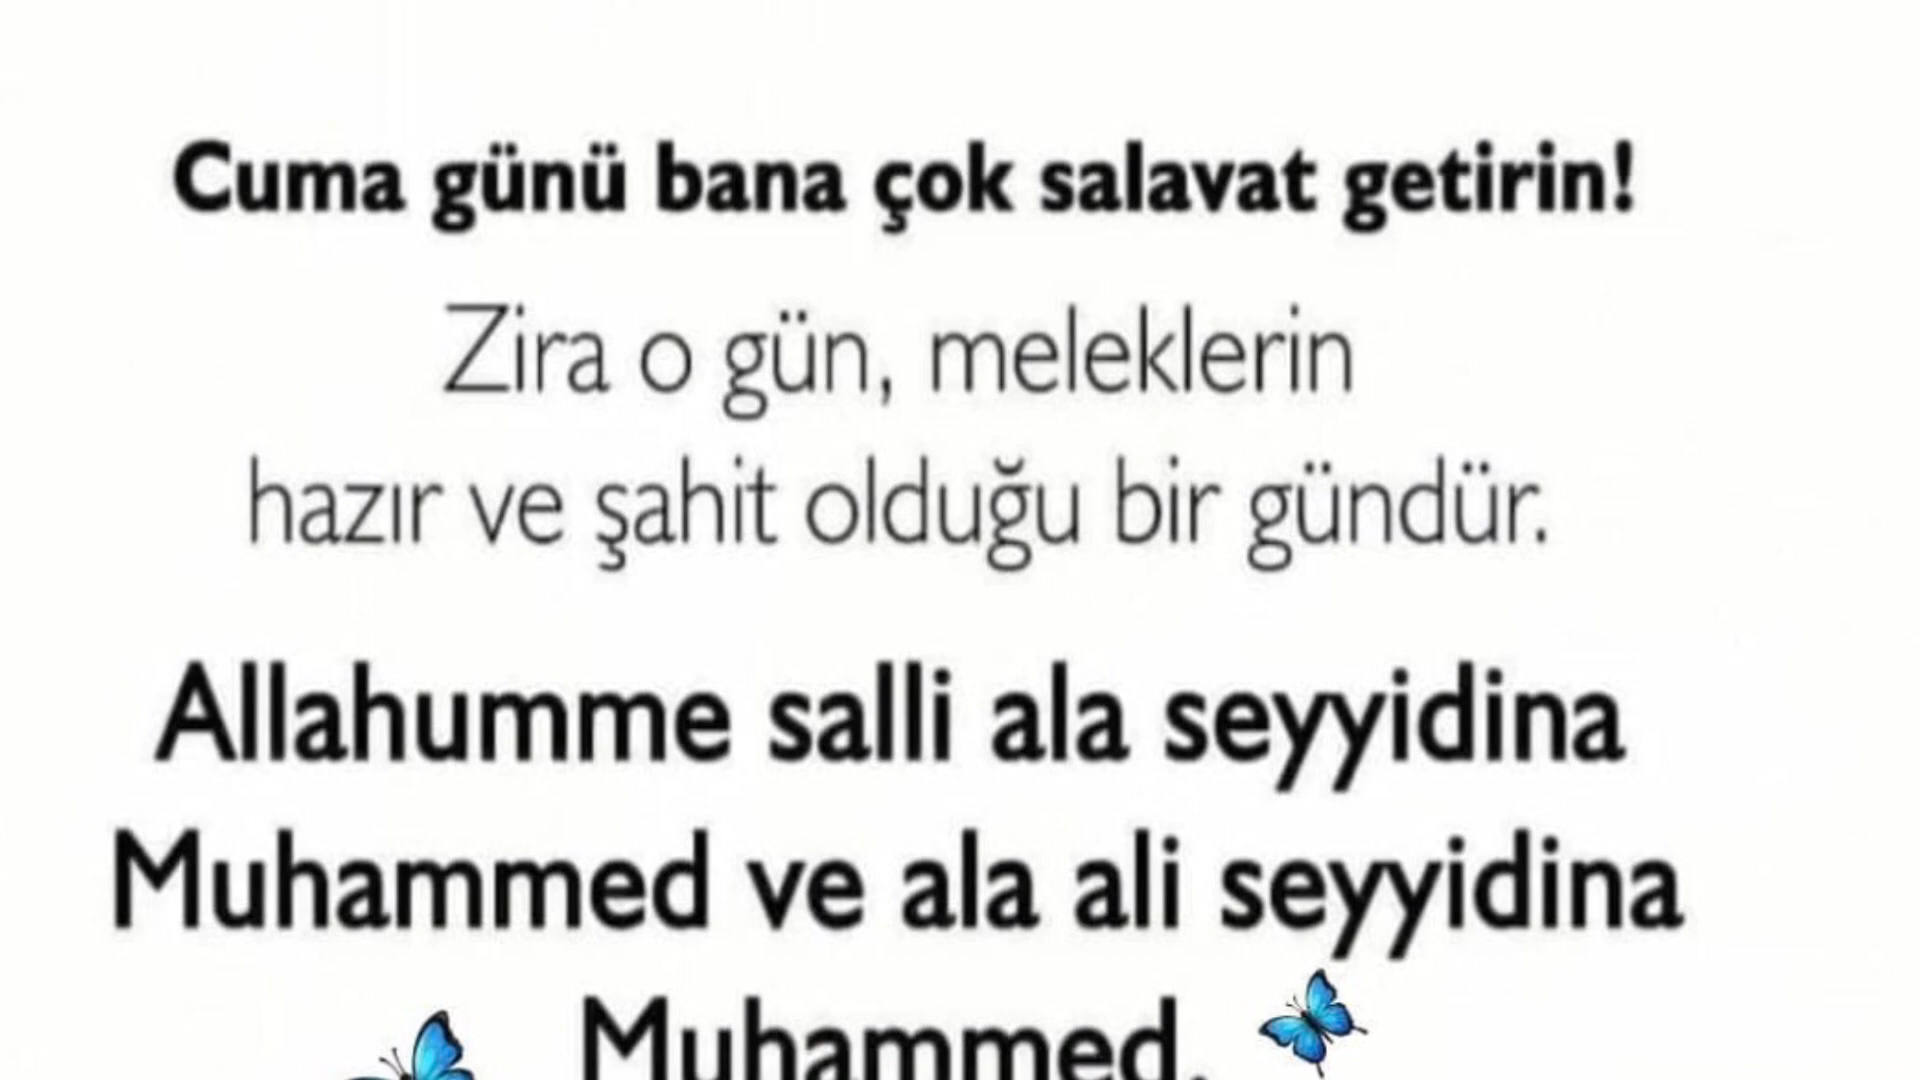 Cuma günü bana çok salavat getirin!
Zira o gün, meleklerin
hazır ve şahit olduğu bir gündür.
Allahumme salli ala seyyidina
Muhammed ve ala ali seyyidina
Muhammed.